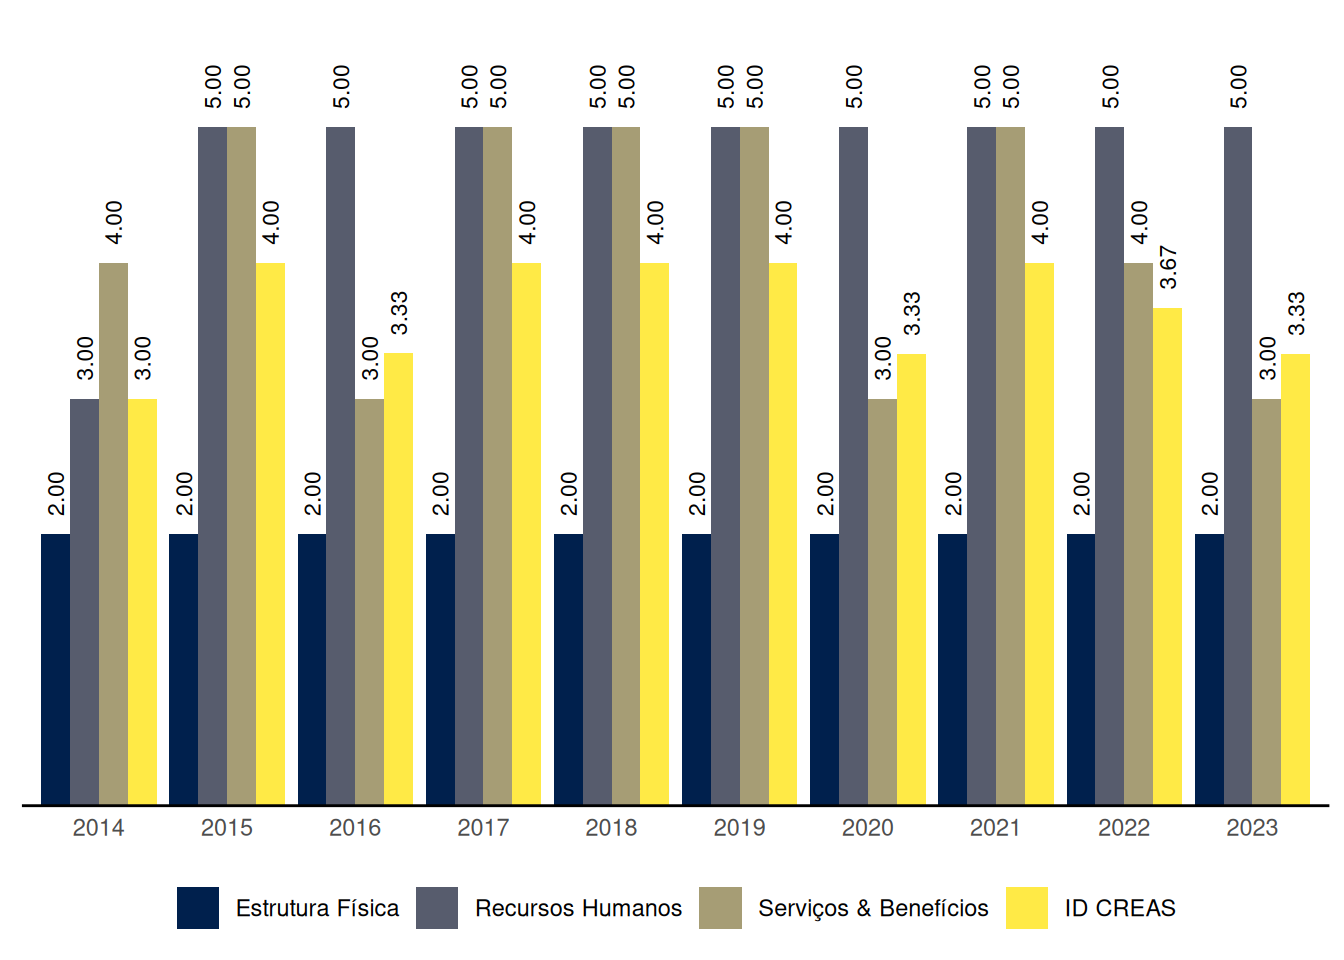 5.00 5.00 5.00 5.00 5.00 5.00 5.00 5.00 5.00 5.00 5.00 5.00 5.00 5.00
4.00 4.00 4.00 4.00 4.00 4.00 4.00
3.67
3.33 3.33 3.33
3.00 3.00 3.00 3.00 3.00
2.00 2.00 2.00 2.00 2.00 2.00 2.00 2.00 2.00 2.00
2014 2015 2016 2017 2018 2019 2020 2021 2022 2023
Estrutura Física Recursos Humanos Serviços & Benefícios ID CREAS